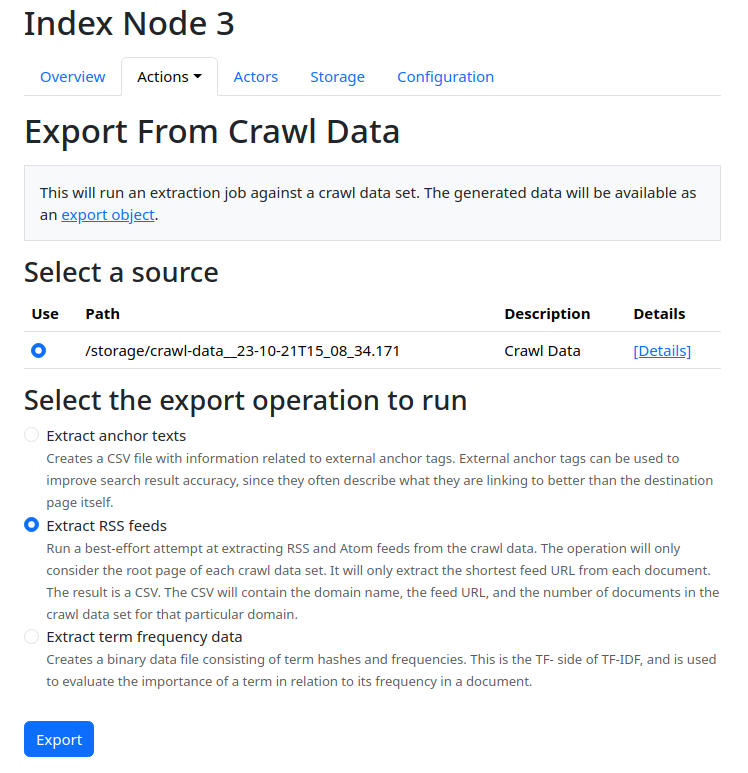 Index Node 3
Overview Actions Actors Storage Configuration
Export From Crawl Data
This will run an extraction job against a crawl data set. The generated data will be available as
an export object.
Select a source
Use Path Description Details
/storage/crawl-data__23-10-21T15_08_34.171 Crawl Data [Details]
Select the export operation to run
Extract anchor texts
Creates a CSV file with information related to external anchor tags. External anchor tags can be used to
improve search result accuracy, since they often describe what they are linking to better than the destination
page itself.
Extract RSS feeds
Run a best-effort attempt at extracting RSS and Atom feeds from the crawl data. The operation will only
consider the root page of each crawl data set. It will only extract the shortest feed URL from each document.
The result is a CSV. The CSV will contain the domain name, the feed URL, and the number of documents in the
crawl data set for that particular domain.
Extract term frequency data
Creates a binary data file consisting of term hashes and frequencies. This is the TF- side of TF-IDF, and is used
to evaluate the importance of a term in relation to its frequency in a document.
Export